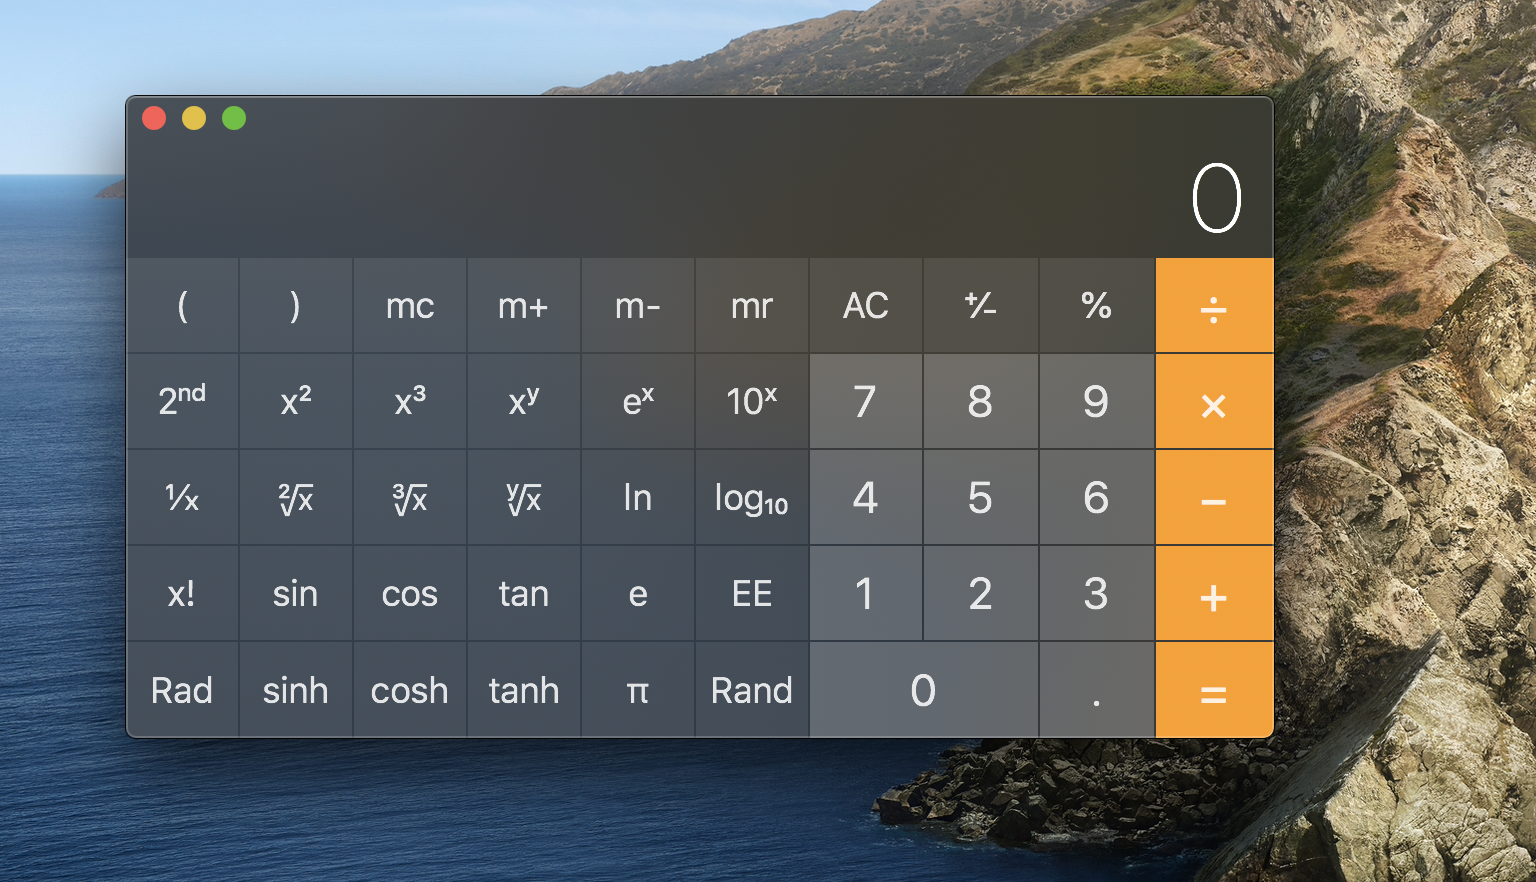 0
( ) mc m+ m- mr AC ⁺∕₋ % ÷
2ⁿᵈ x² x³ xʸ eˣ 10ˣ 7 8 9 ×
¹∕ₓ ²√x ³√x ʸ√x ln log₁₀ 4 5 6 −
x! sin cos tan e EE 1 2 3 +
Rad sinh cosh tanh π Rand 0 . =